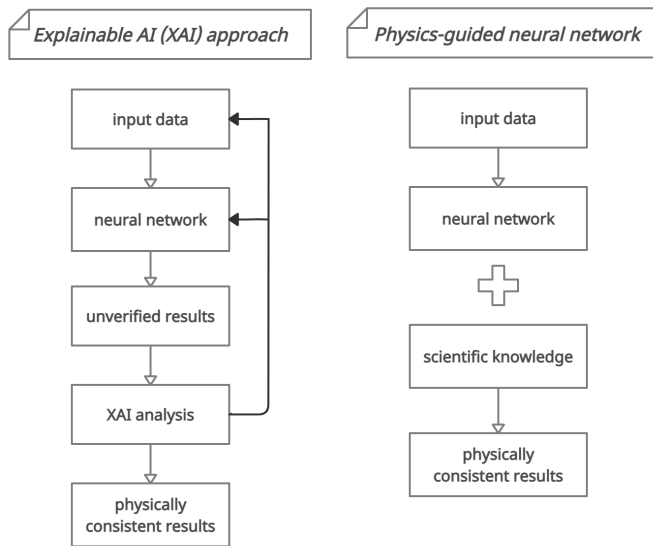 Explainable AI (XAI) approach
input data
neural network
unverified results
XAI analysis
physically
consistent results
Physics-guided neural network
input data
neural network
scientific knowledge
physically
consistent results